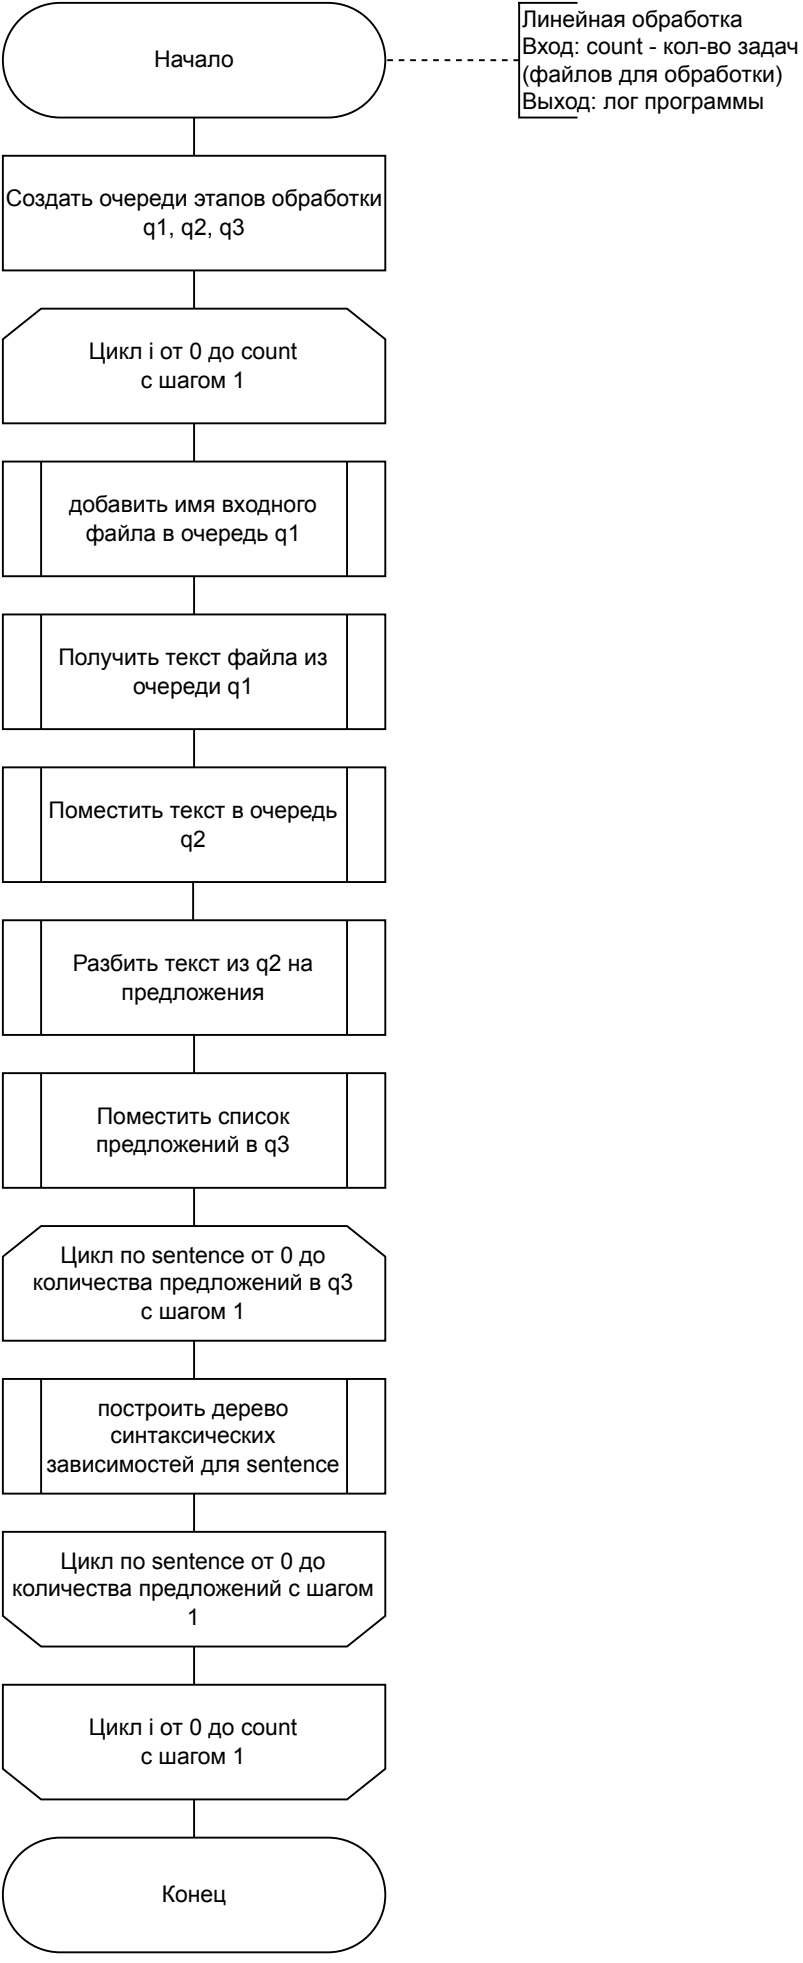 Начало
Линейная обработка
Вход: count - кол-во задач
(файлов для обработки)
Выход: лог программы
Создать очереди этапов обработки
q1, q2, q3
Цикл i от 0 до count
с шагом 1
добавить имя входного
файла в очередь q1
Получить текст файла из
очереди q1
Поместить текст в очередь
q2
Разбить текст из q2 на
предложения
Поместить список
предложений в q3
Цикл по sentence от 0 до
количества предложений в q3
с шагом 1
построить дерево
синтаксических
зависимостей для sentence
Цикл по sentence от 0 до
количества предложений с шагом
1
Цикл i от 0 до count
с шагом 1
Конец